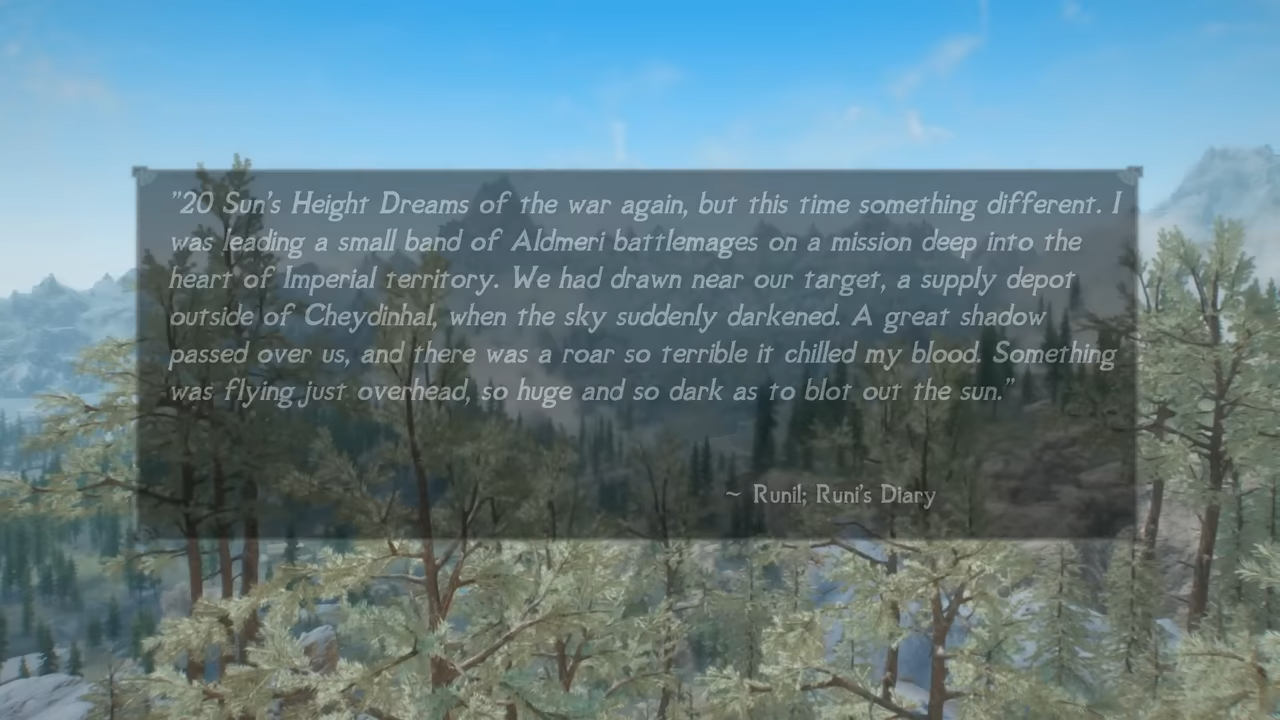 "20 Sun's Height Dreams of the war again, but this time something different. I
was leading a small band of Aldmeri battlemages on a mission deep into the
heart of Imperial territory. We had drawn near our target, a supply depot
outside of Cheydinhal, when the sky suddenly darkened. A great shadow
passed over us, and there was a roar so terrible it chilled my blood. Something
was flying just overhead, so huge and so dark as to blot out the sun."
~ Runil; Runi's Diary